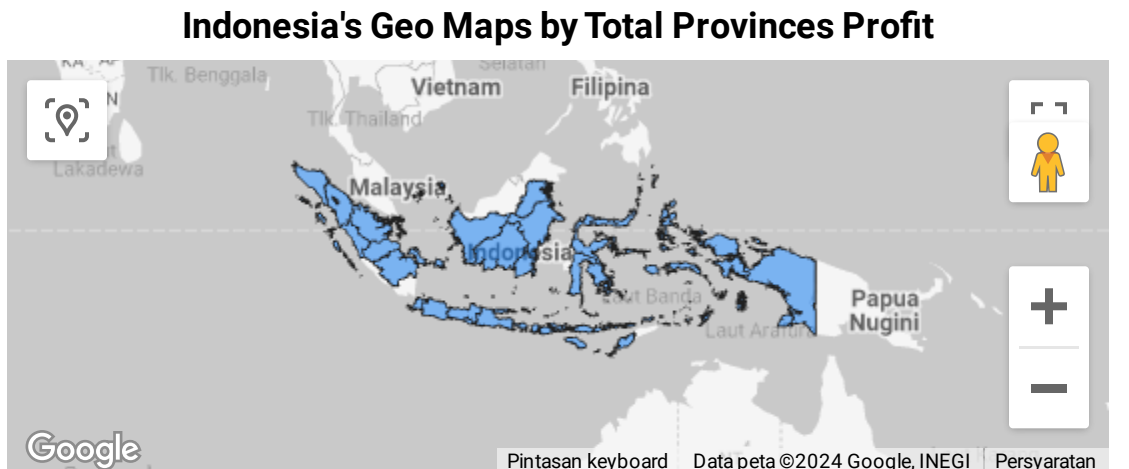 Indonesia's Geo Maps by Total Provinces Profit
Selatan
Tlk. Benggala
Vietnam
Filipina
Tlk. Thailand
Lakadewa
Malaysia
Indonesia
Laut Banda
Papua
Nugini
Laut Arafura
Google
Pintasan keyboard
Data peta ©2024 Google, INEGI
Persyaratan